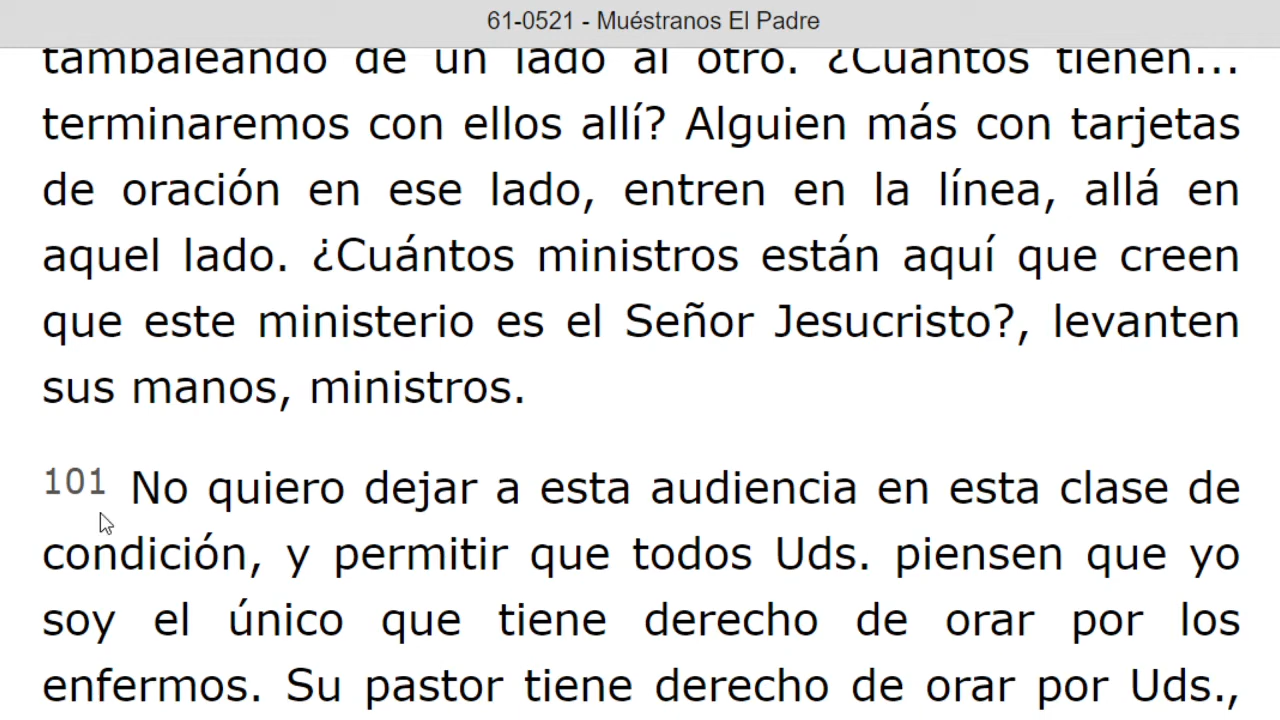 61-0521 - Muéstranos El Padre
tambaleando de un lado al otro. ¿Cuántos tienen...
terminaremos con ellos allí? Alguien más con tarjetas
de oración en ese lado, entren en la línea, allá en
aquel lado. ¿Cuántos ministros están aquí que creen
que este ministerio es el Señor Jesucristo?, levanten
sus manos, ministros.
101 No quiero dejar a esta audiencia en esta clase de
condición, y permitir que todos Uds. piensen que yo
soy el único que tiene derecho de orar por los
enfermos. Su pastor tiene derecho de orar por Uds.,